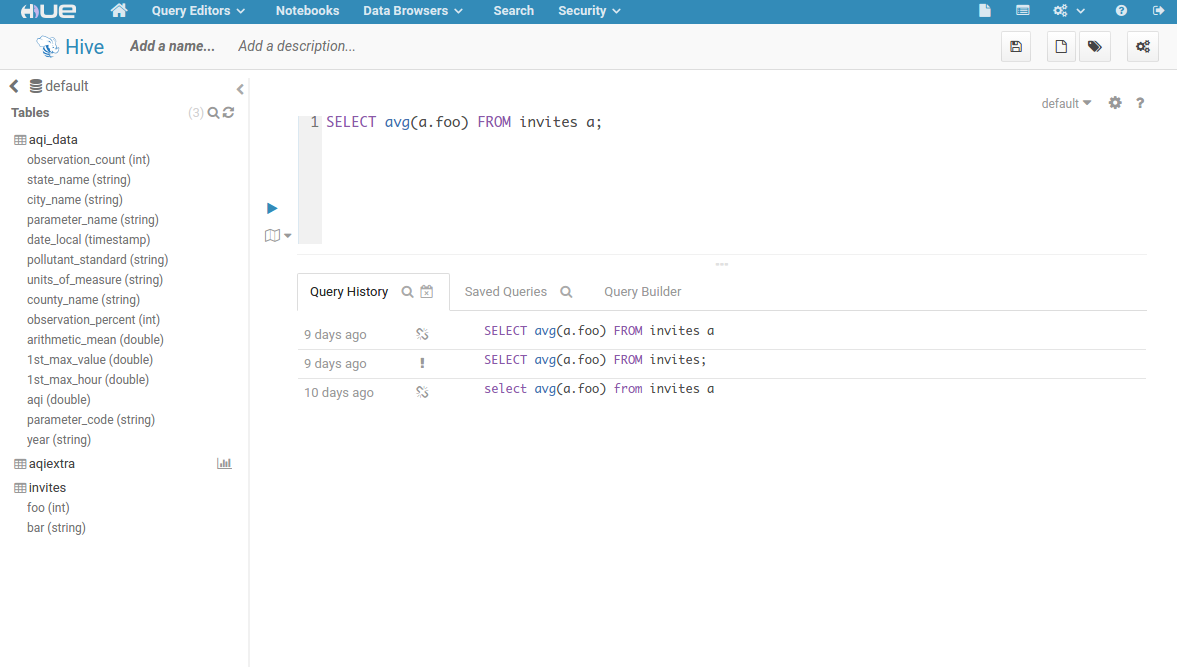 HUE Query Editors Notebooks Data Browsers Search Security
Hive Add a name... Add a description...
default
Tables (3)
aqi_data
observation_count (int)
state_name (string)
city_name (string)
parameter_name (string)
date_local (timestamp)
pollutant_standard (string)
units_of_measure (string)
county_name (string)
observation_percent (int)
arithmetic_mean (double)
1st_max_value (double)
1st_max_hour (double)
aqi (double)
parameter_code (string)
year (string)
aqiextra
invites
foo (int)
bar (string)
default ?
1 SELECT avg(a.foo) FROM invites a;
Query History Saved Queries Query Builder
9 days ago SELECT avg(a.foo) FROM invites a
9 days ago ! SELECT avg(a.foo) FROM invites;
10 days ago select avg(a.foo) from invites a